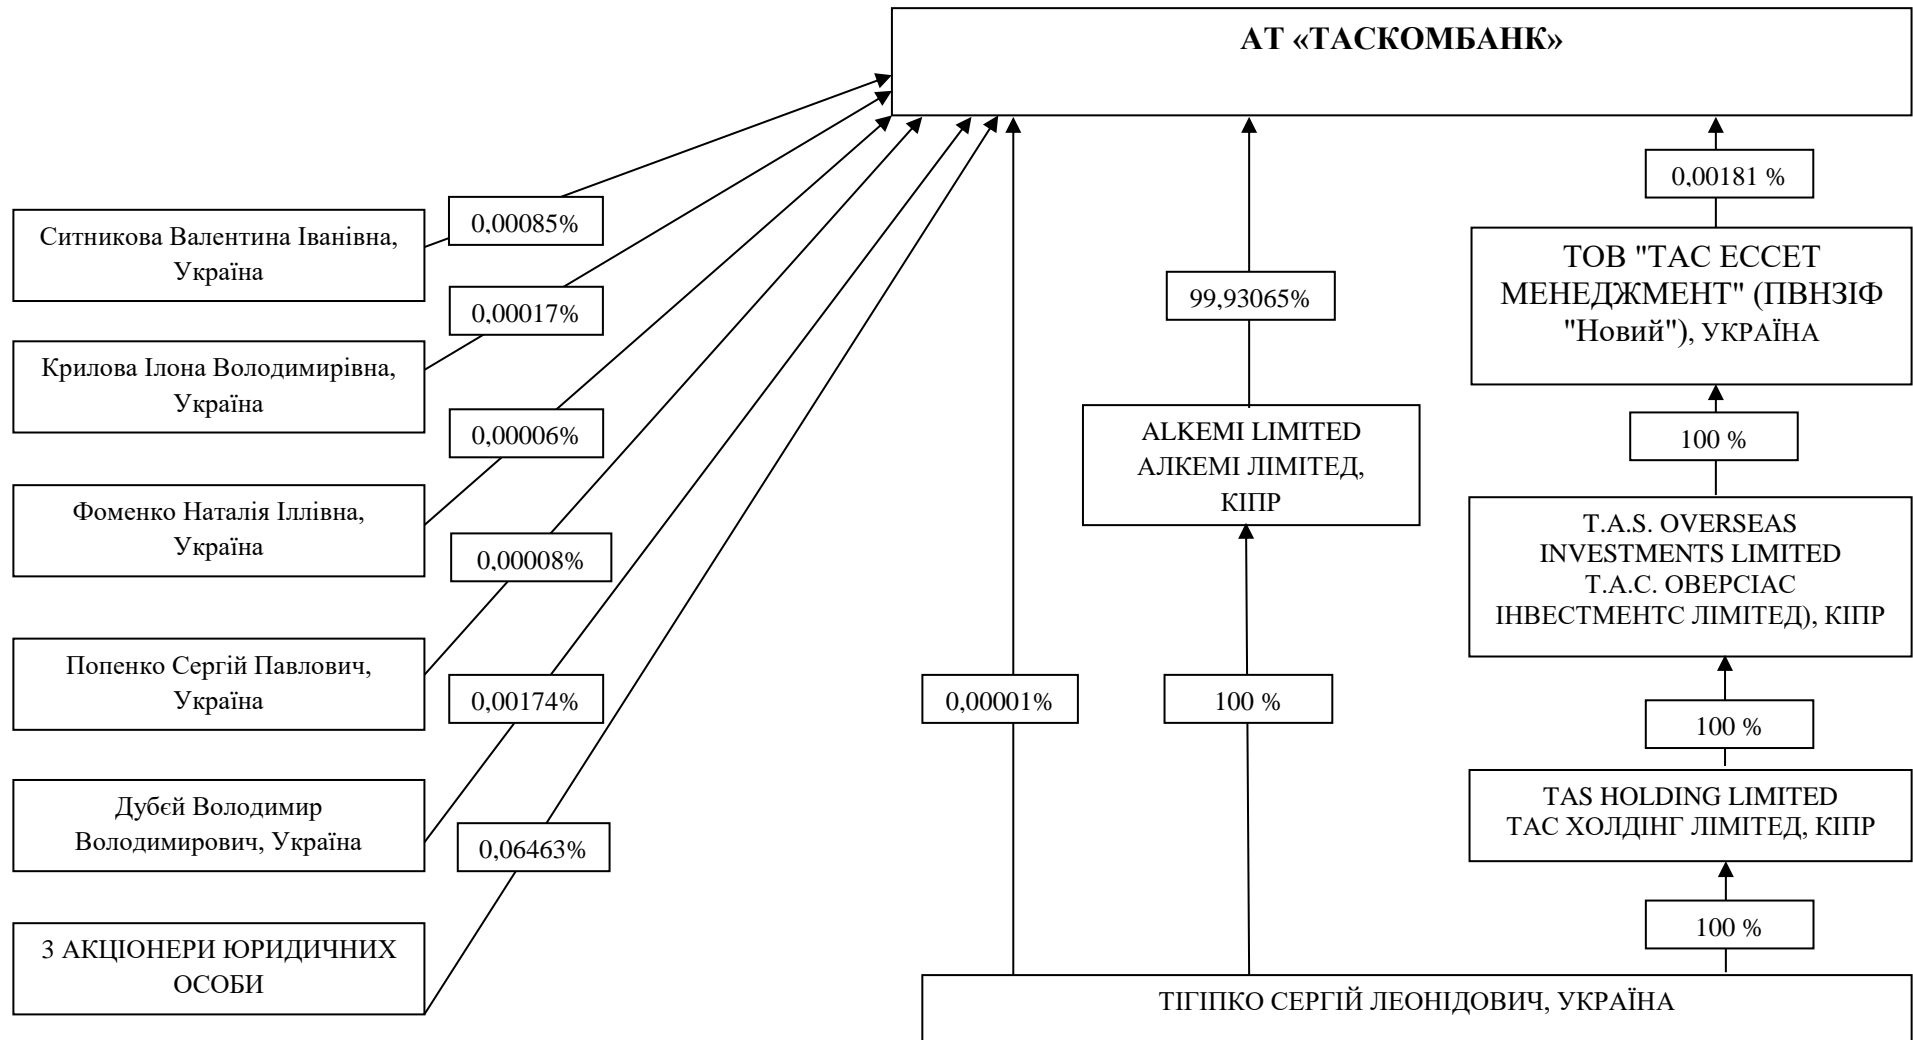 АТ «ТАСКОМБАНК»
0,00181 %
0,00085%
Ситникова Валентина Іванівна,
Україна
ТОВ "ТАС ЕССЕТ
МЕНЕДЖМЕНТ" (ПВНЗІФ
"Новий"), УКРАЇНА
99,93065%
0,00017%
Крилова Ілона Володимирівна,
Україна
0,00006%
ALKEMI LIMITED
АЛКЕМІ ЛІМІТЕД,
КІПР
100 %
Фоменко Наталія Іллівна,
Україна
0,00008%
T.A.S. OVERSEAS
INVESTMENTS LIMITED
Т.А.С. ОВЕРСІАС
ІНВЕСТМЕНТС ЛІМІТЕД), КІПР
Попенко Сергій Павлович,
Україна
0,00174%
0,00001%
100 %
100 %
Дубєй Володимир
Володимирович, Україна
0,06463%
TAS HOLDING LIMITED
ТАС ХОЛДІНГ ЛІМІТЕД, КІПР
100 %
3 АКЦІОНЕРИ ЮРИДИЧНИХ
ОСОБИ
ТІГІПКО СЕРГІЙ ЛЕОНІДОВИЧ, УКРАЇНА